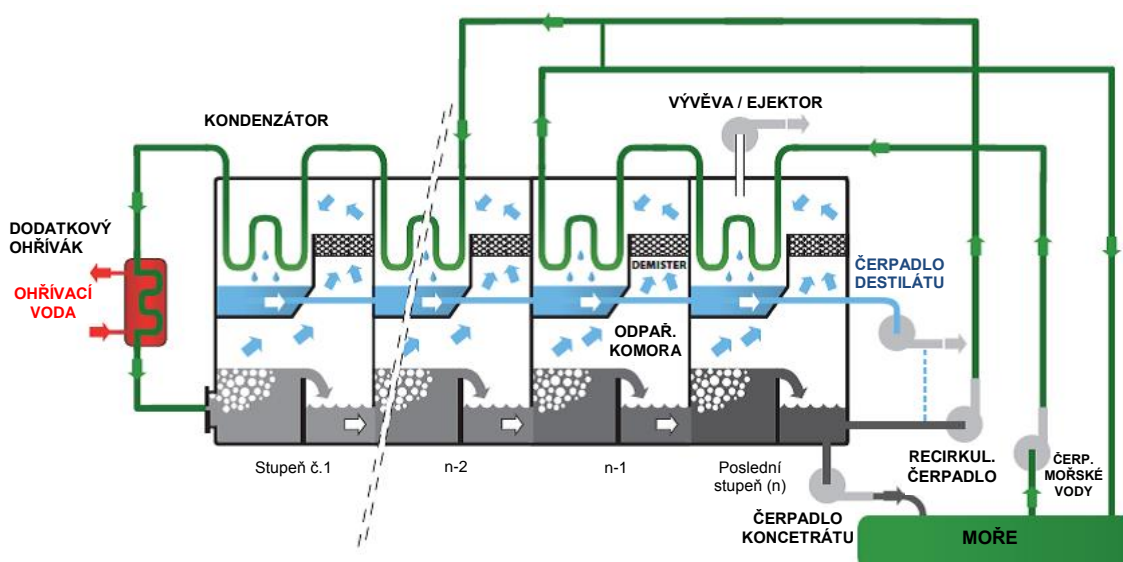 VÝVĚVA / EJEKTOR
KONDENZÁTOR
DODATKOVÝ
OHŘÍVÁK
OHŘÍVACÍ
VODA
DEMISTER
ČERPADLO
DESTILÁTU
ODPAŘ.
KOMORA
Stupeň č.1
n-2
n-1
Poslední
stupeň (n)
RECIRKUL.
ČERPADLO
ČERP.
MOŘSKÉ
VODY
ČERPADLO
KONCETRÁTU
MOŘE